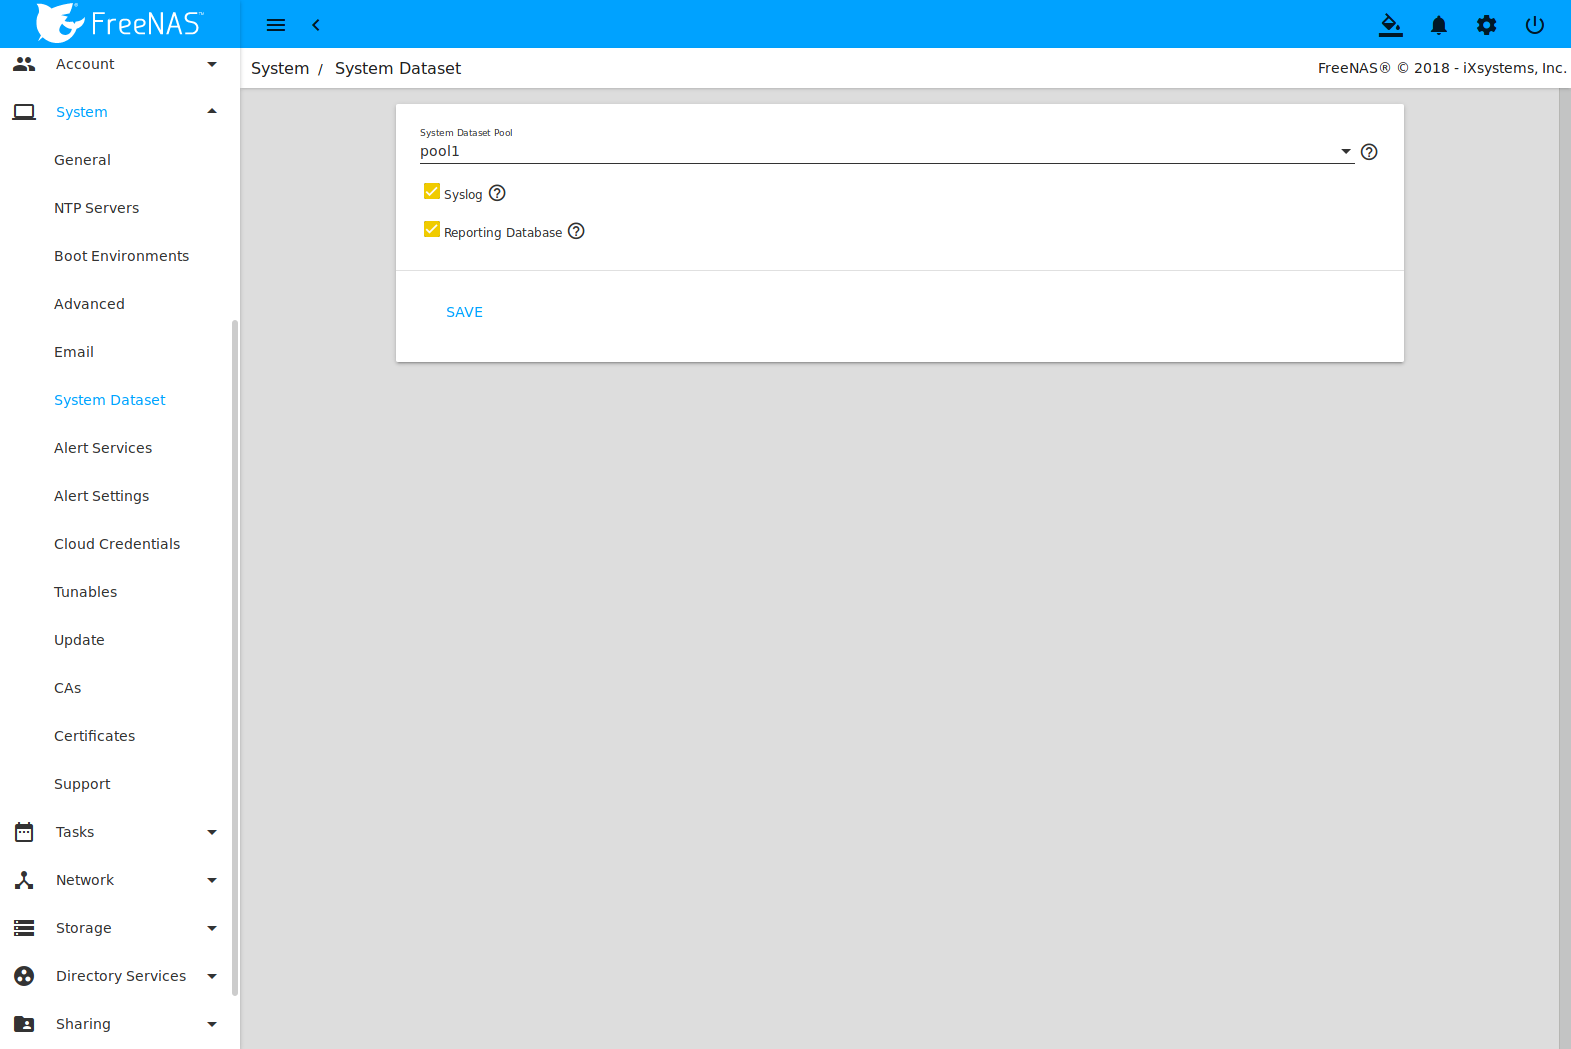 FreeNAS™
Account
System
General
NTP Servers
Boot Environments
Advanced
Email
System Dataset
Alert Services
Alert Settings
Cloud Credentials
Tunables
Update
CAs
Certificates
Support
Tasks
Network
Storage
Directory Services
Sharing
System / System Dataset
FreeNAS® © 2018 - iXsystems, Inc.
System Dataset Pool
pool1
Syslog
Reporting Database
SAVE